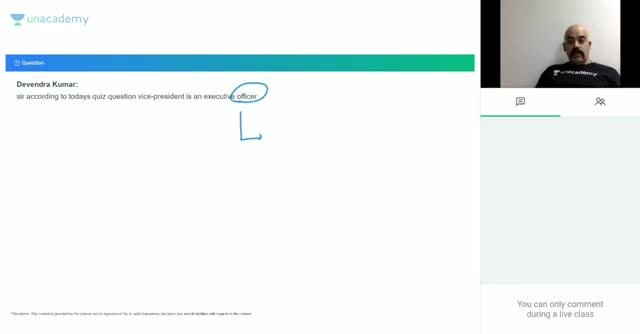 unacademy
Question
Devendra Kumar:
sir according to todays quiz question vice-president is an executive officer
unacademy
You can only comment
during a live class